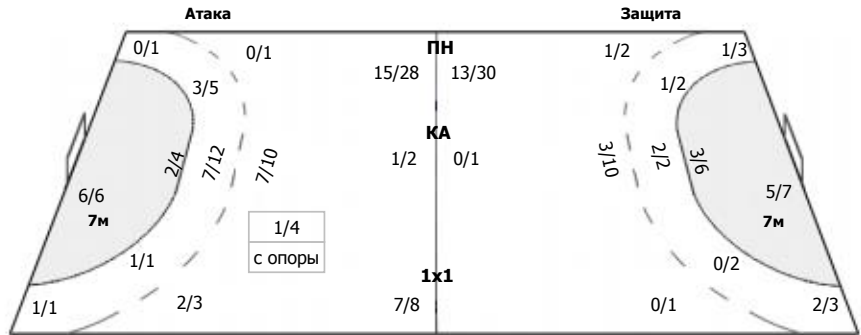 Атака Защита
0/1 0/1 ПН 1/2 1/3
15/28 13/30
3/5 1/2
КА
2/4 7/12 7/10 1/2 0/1 3/10 2/2 3/6
6/6 5/7
7м 7м
1/4
с опоры
1/1 0/2
1x1
1/1 2/3 7/8 0/1 2/3